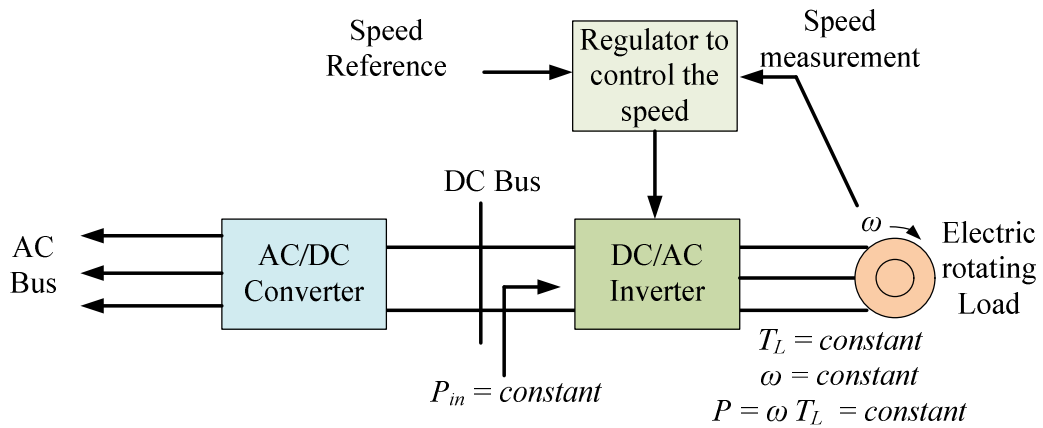 Speed
Reference
Regulator to
control the
speed
Speed
measurement
DC Bus
AC
Bus
AC/DC
Converter
DC/AC
Inverter
ω
Electric
rotating
Load
P_in = constant
T_L = constant
ω = constant
P = ω T_L = constant